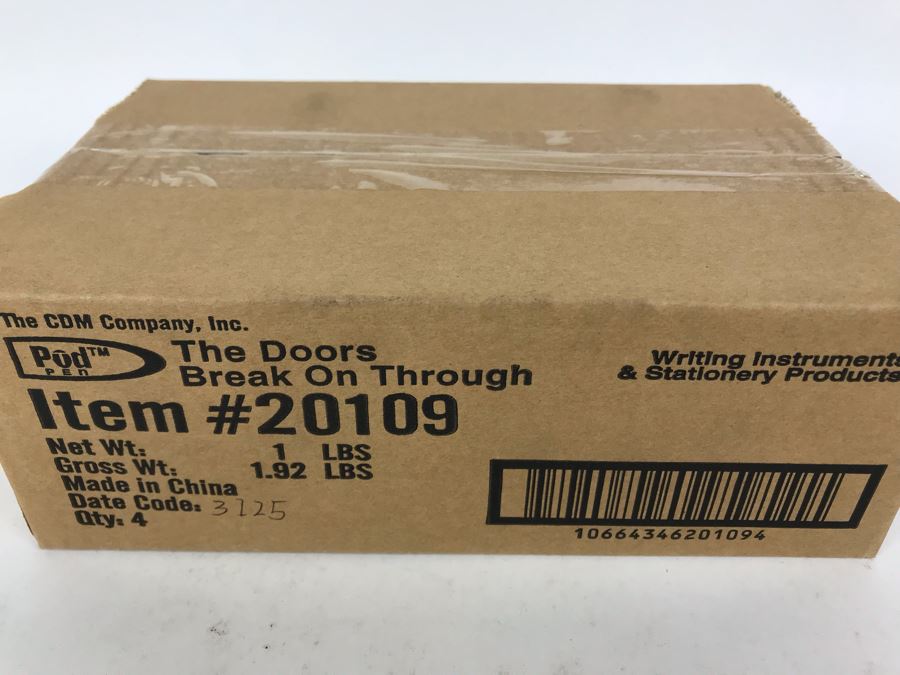 The CDM Company, Inc.
Pōd™
PEN
The Doors
Break On Through
Writing Instruments
& Stationery Products
Item #20109
Net Wt: 1 LBS
Gross Wt: 1.92 LBS
Made in China
Date Code: 3125
Qty: 4
10664346201094